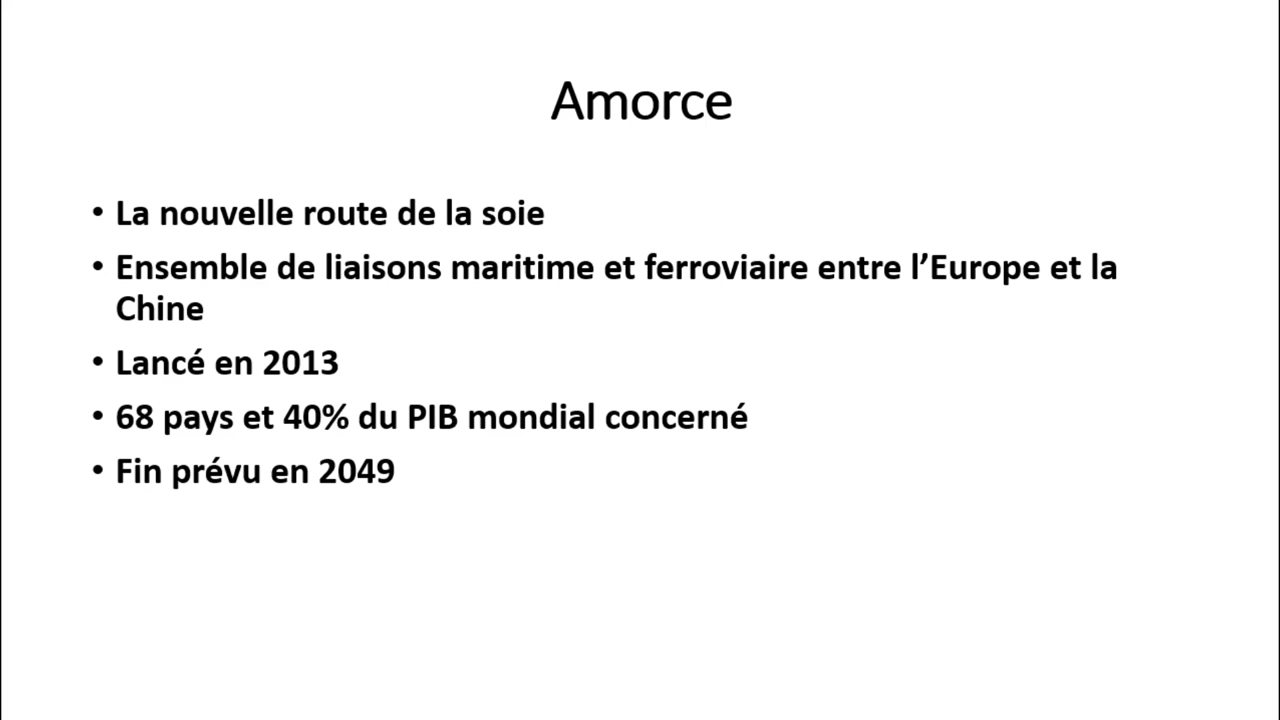 Amorce
• La nouvelle route de la soie
• Ensemble de liaisons maritime et ferroviaire entre l’Europe et la
Chine
• Lancé en 2013
• 68 pays et 40% du PIB mondial concerné
• Fin prévu en 2049